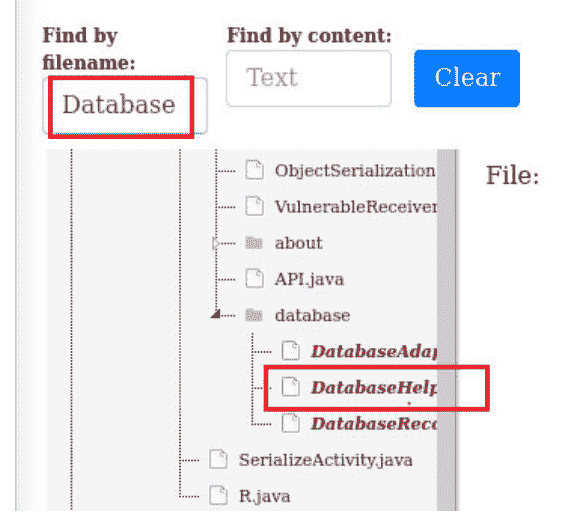 Find by filename:
Find by content:
Database
Text
Clear
File:
ObjectSerialization
VulnerableReceiver
about
API.java
database
DatabaseAdap
DatabaseHelp
DatabaseReco
SerializeActivity.java
R.java